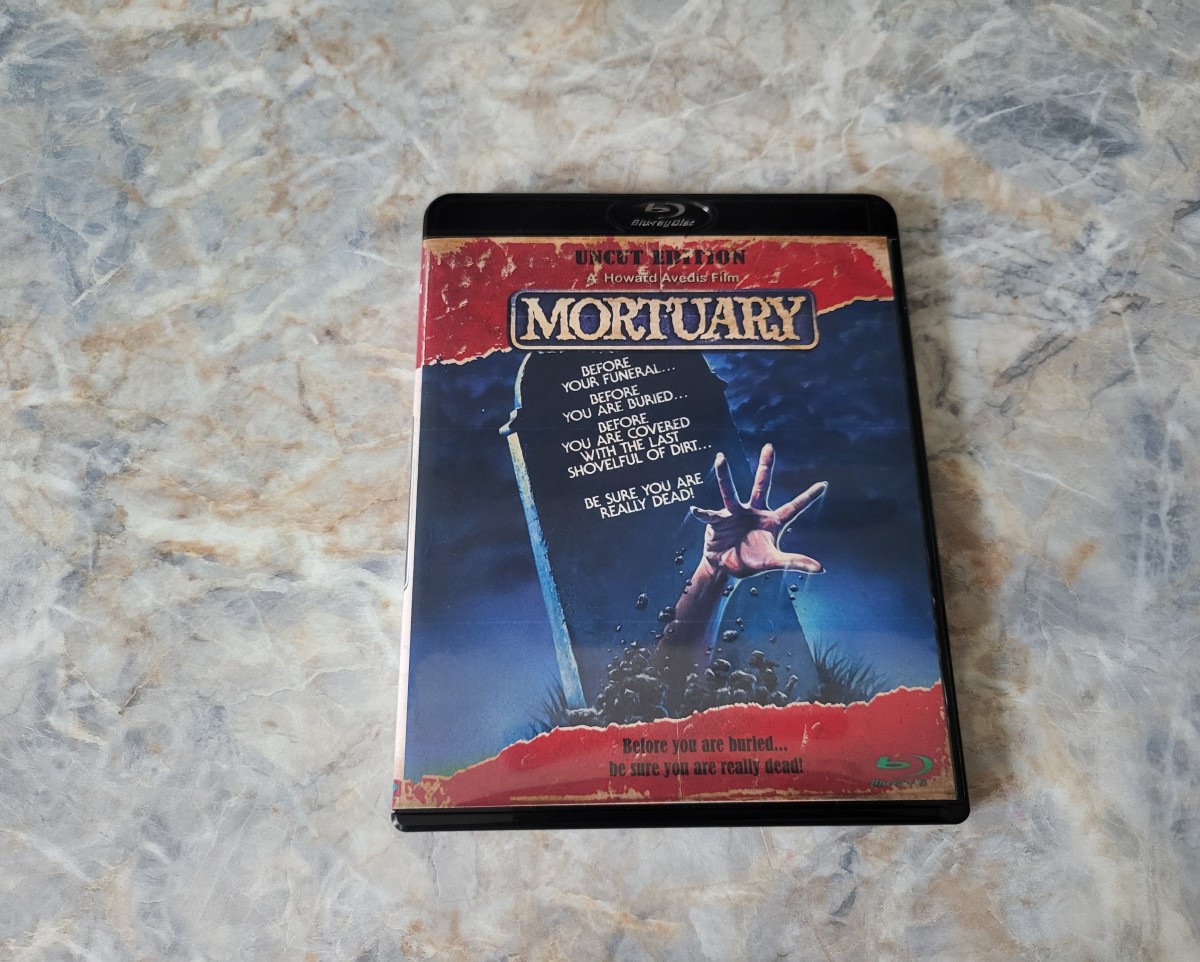 Blu-ray Disc
UNCUT EDITION
A Howard Avedis Film
MORTUARY
BEFORE
YOUR FUNERAL...
BEFORE
YOU ARE BURIED...
BEFORE
YOU ARE COVERED
WITH THE LAST
SHOVELFUL OF DIRT...
BE SURE YOU ARE
REALLY DEAD!
Before you are buried...
be sure you are really dead!